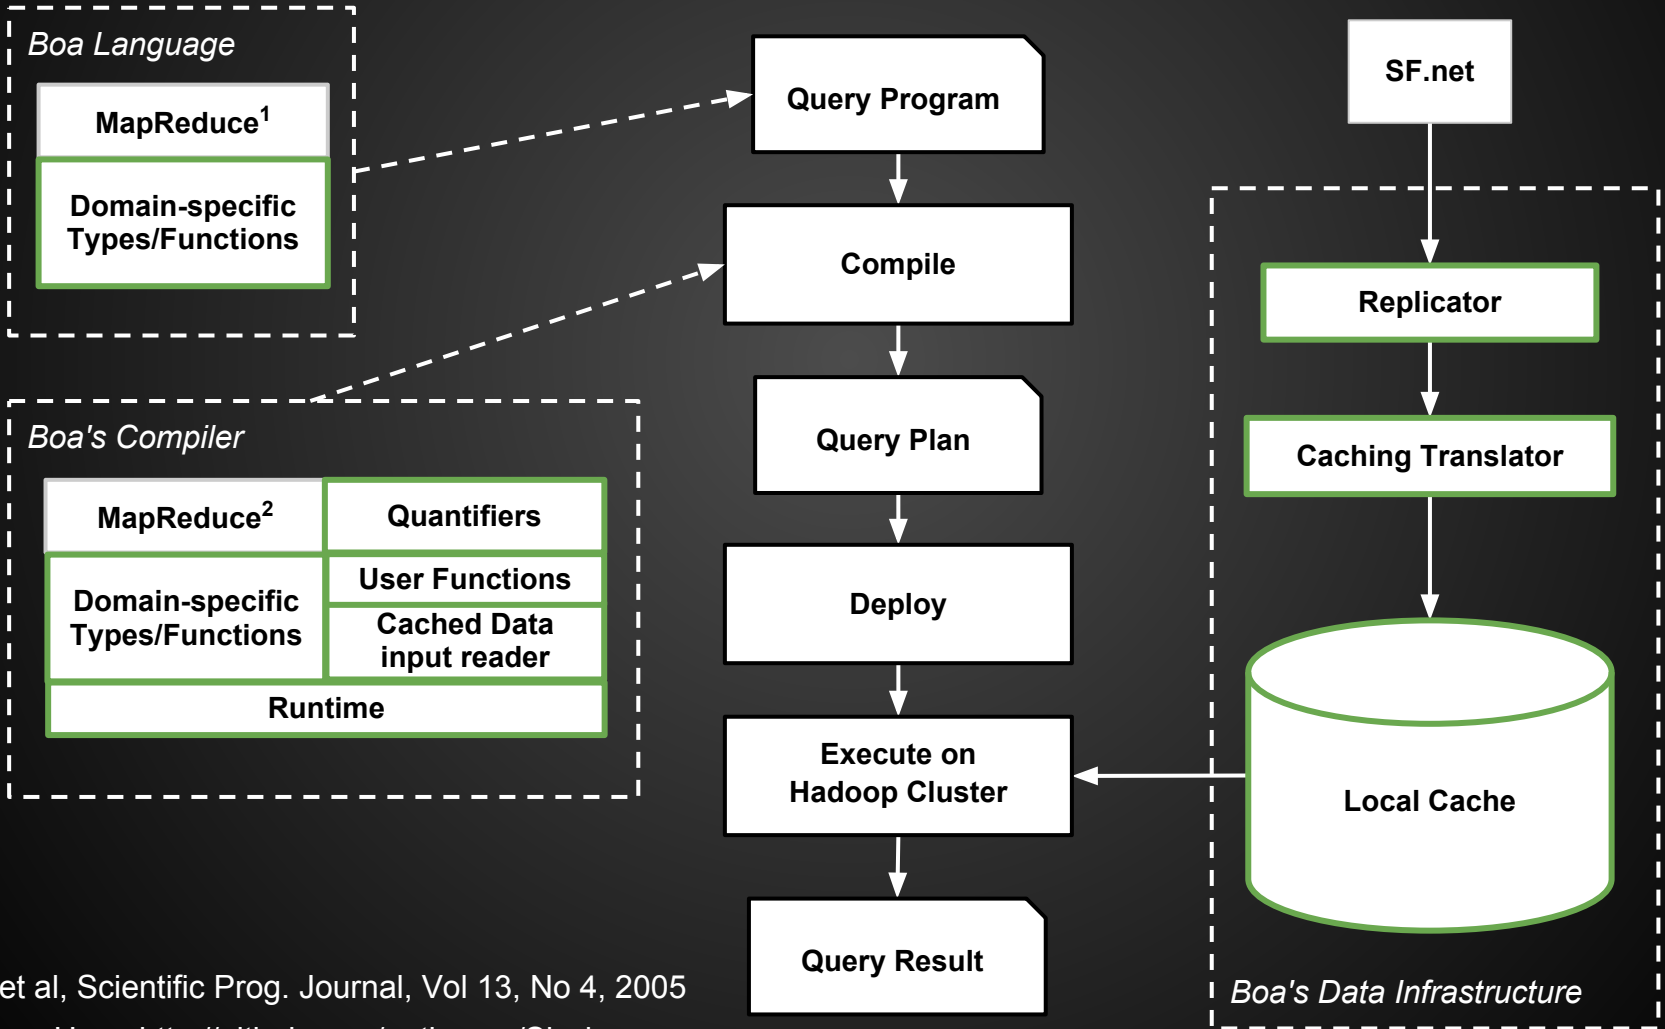 Boa Language
MapReduce1
Domain-specific
Types/Functions
Boa's Compiler
MapReduce2
Quantifiers
Domain-specific
Types/Functions
User Functions
Cached Data
input reader
Runtime
Query Program
Compile
Query Plan
Deploy
Execute on
Hadoop Cluster
Query Result
SF.net
Replicator
Caching Translator
Local Cache
Boa's Data Infrastructure
et al, Scientific Prog. Journal, Vol 13, No 4, 2005